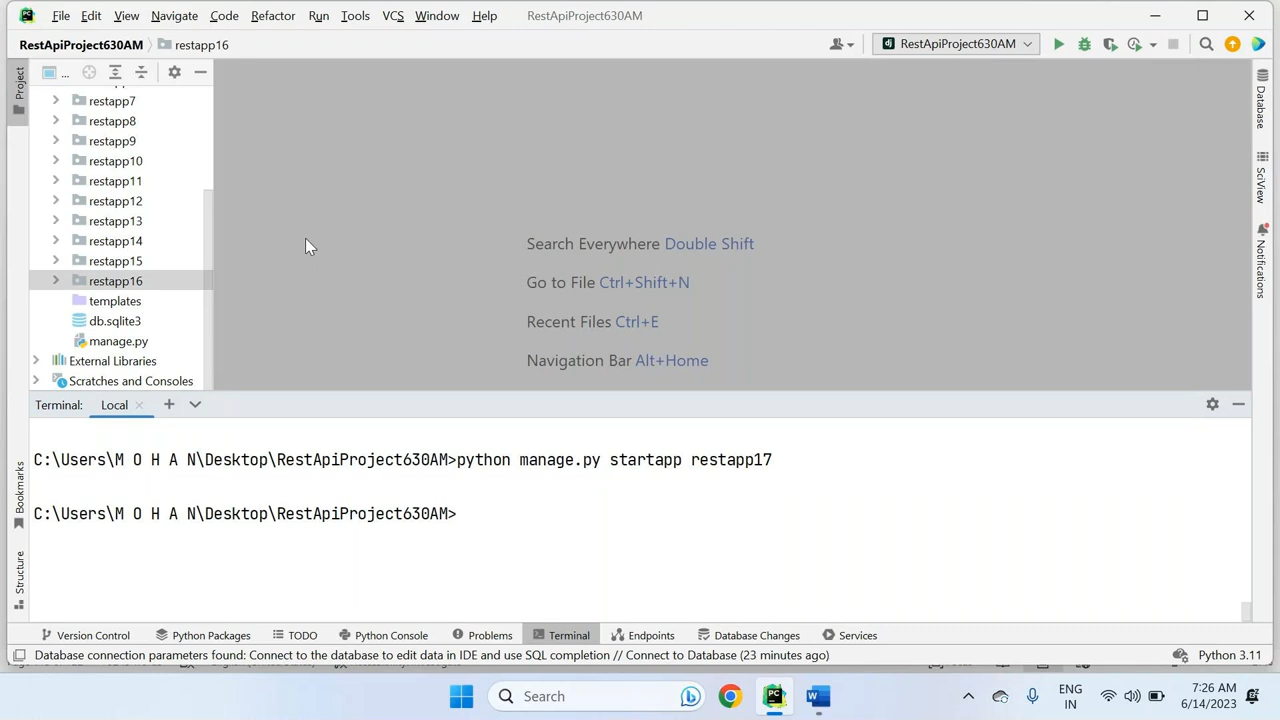 File Edit View Navigate Code Refactor Run Tools VCS Window Help RestApiProject630AM
RestApiProject630AM restapp16 RestApiProject630AM
Project
...
restapp7
restapp8
restapp9
restapp10
restapp11
restapp12
restapp13
restapp14
restapp15
restapp16
templates
db.sqlite3
manage.py
External Libraries
Scratches and Consoles
Search Everywhere Double Shift
Go to File Ctrl+Shift+N
Recent Files Ctrl+E
Navigation Bar Alt+Home
Database
SciView
Notifications
Terminal: Local
C:\Users\M O H A N\Desktop\RestApiProject630AM>python manage.py startapp restapp17
C:\Users\M O H A N\Desktop\RestApiProject630AM>
Bookmarks
Structure
Version Control Python Packages TODO Python Console Problems Terminal Endpoints Database Changes Services
Database connection parameters found: Connect to the database to edit data in IDE and use SQL completion // Connect to Database (23 minutes ago) Python 3.11
Search
ENG
IN
7:26 AM
6/14/2023